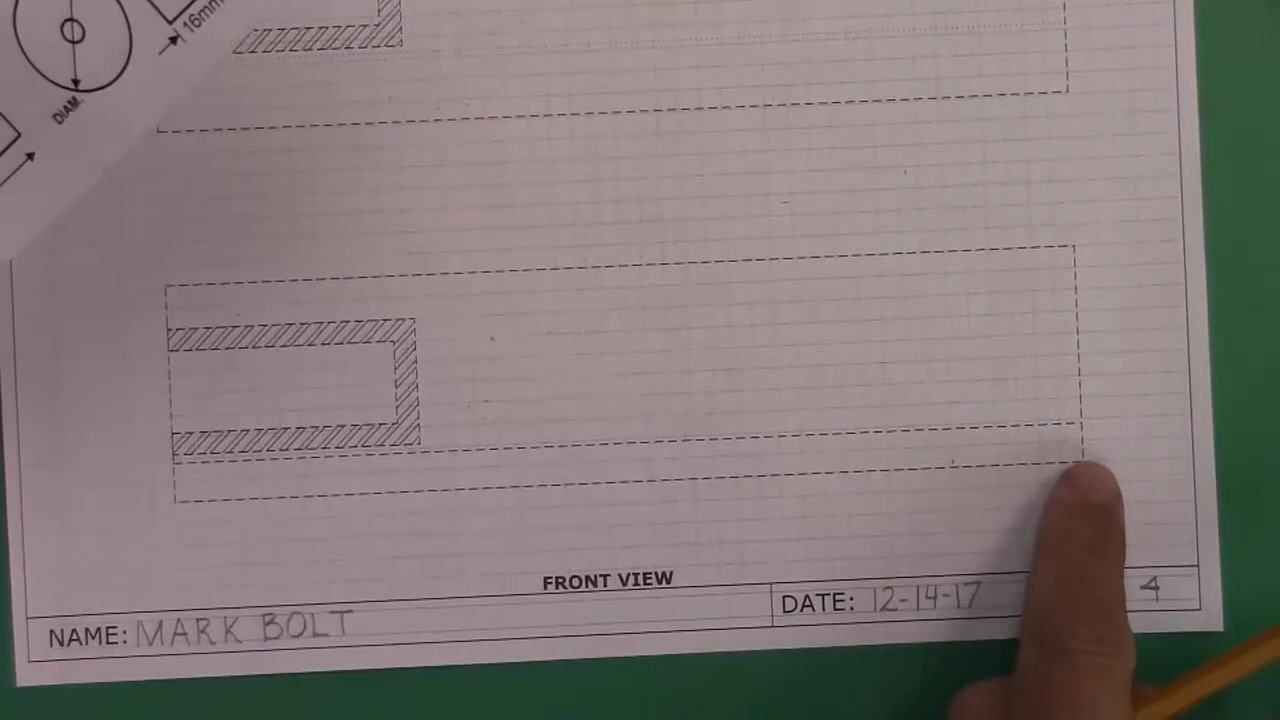 16mm
DIAM.
FRONT VIEW
NAME: MARK BOLT
DATE: 12-14-17
4